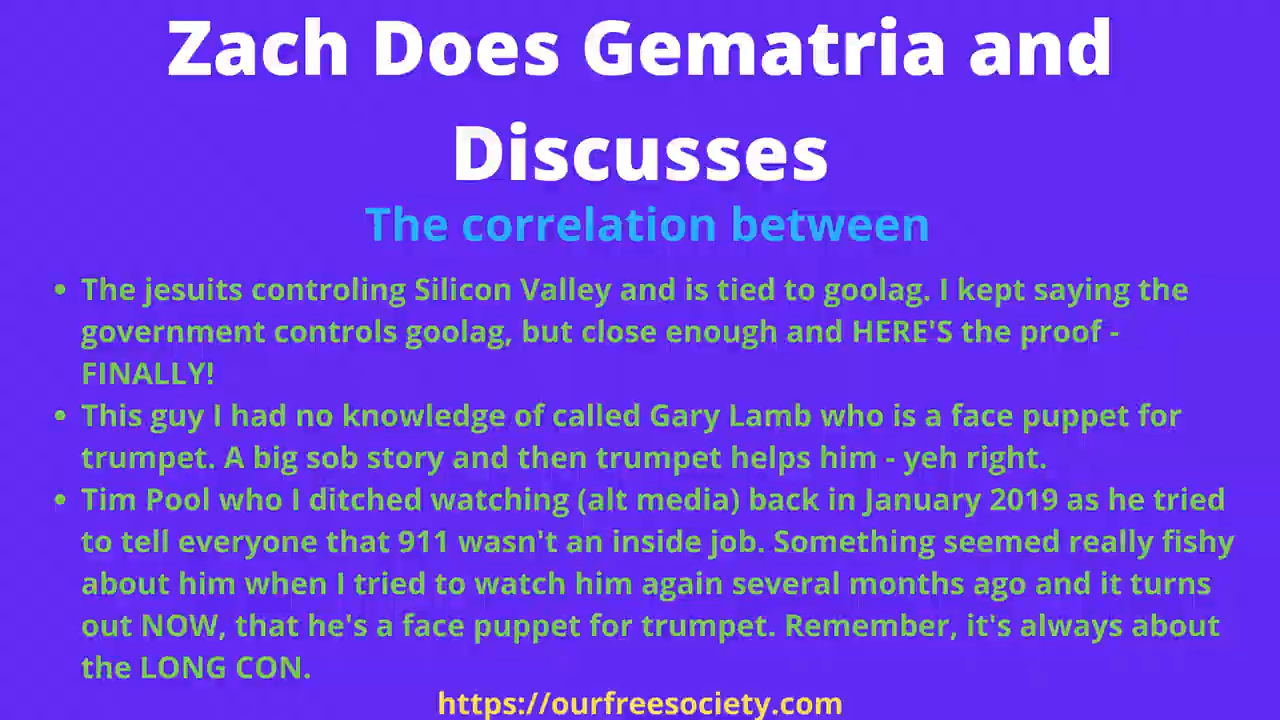 Zach Does Gematria and
Discusses
The correlation between
• The jesuits controling Silicon Valley and is tied to goolag. I kept saying the
government controls goolag, but close enough and HERE'S the proof -
FINALLY!
• This guy I had no knowledge of called Gary Lamb who is a face puppet for
trumpet. A big sob story and then trumpet helps him - yeh right.
• Tim Pool who I ditched watching (alt media) back in January 2019 as he tried
to tell everyone that 911 wasn't an inside job. Something seemed really fishy
about him when I tried to watch him again several months ago and it turns
out NOW, that he's a face puppet for trumpet. Remember, it's always about
the LONG CON.
https://ourfreesociety.com